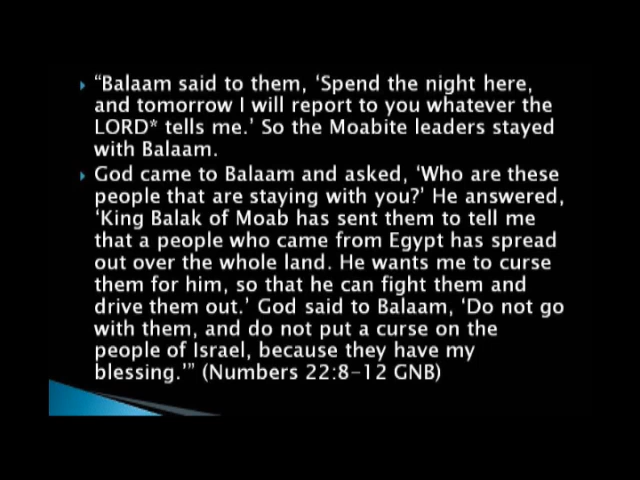 “Balaam said to them, ‘Spend the night here,
and tomorrow I will report to you whatever the
LORD* tells me.’ So the Moabite leaders stayed
with Balaam.
God came to Balaam and asked, ‘Who are these
people that are staying with you?’ He answered,
‘King Balak of Moab has sent them to tell me
that a people who came from Egypt has spread
out over the whole land. He wants me to curse
them for him, so that he can fight them and
drive them out.’ God said to Balaam, ‘Do not go
with them, and do not put a curse on the
people of Israel, because they have my
blessing.’” (Numbers 22:8-12 GNB)